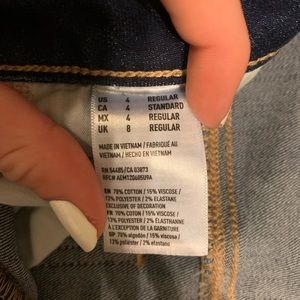 US 4 REGULAR
CA 4 STANDARD
MX 4 REGULAR
UK 8 REGULAR
MADE IN VIETNAM / FABRIQUÉ AU
VIETNAM / HECHO EN VIETNAM
RN 54485/CA 03873
RFC# AEM1206059U9A
EN 70% COTTON / 15% VISCOSE /
13% POLYESTER / 2% ELASTANE
EXCLUSIVE OF DECORATION
FR 70% COTON / 15% VISCOSE /
13% POLYESTER / 2% ÉLASTHANNE
À L'EXCEPTION DE LA GARNITURE
SP 70% algodón / 15% viscosa /
13% poliéster / 2% elastano